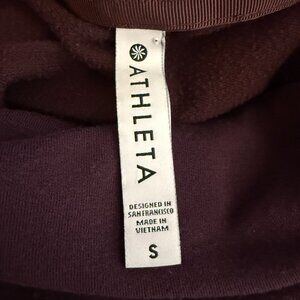 ATHLETA
DESIGNED IN
SAN FRANCISCO
MADE IN
VIETNAM
S